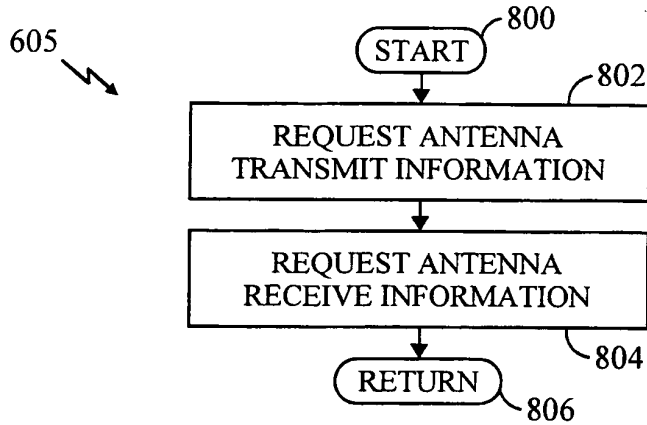 800
START
605
802
REQUEST ANTENNA
TRANSMIT INFORMATION
REQUEST ANTENNA
RECEIVE INFORMATION
804
RETURN
806